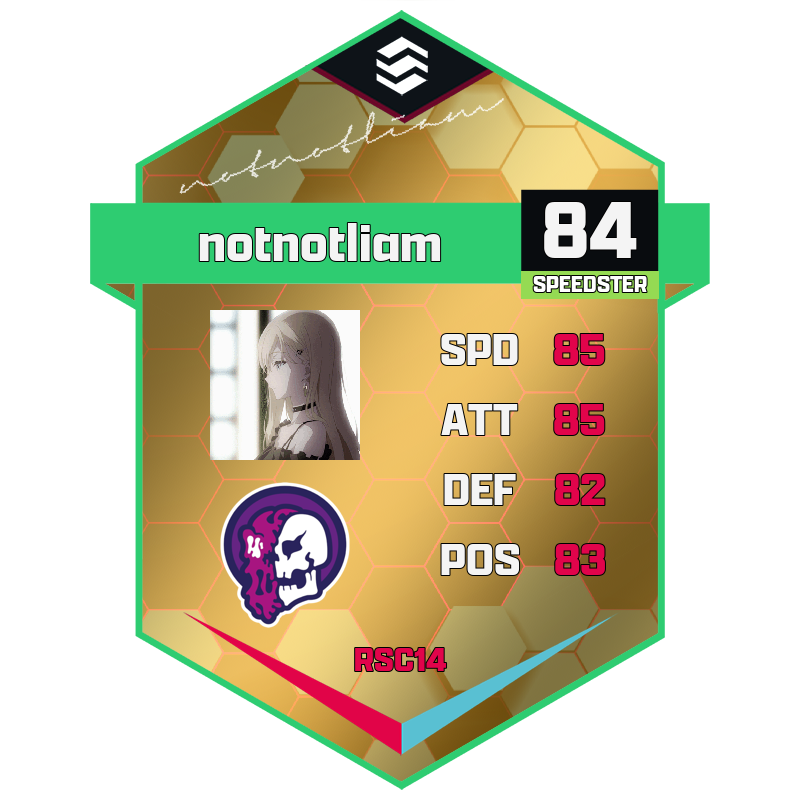 notnotliam
notnotliam
84
SPEEDSTER
SPD 85
ATT 85
DEF 82
POS 83
RSC14